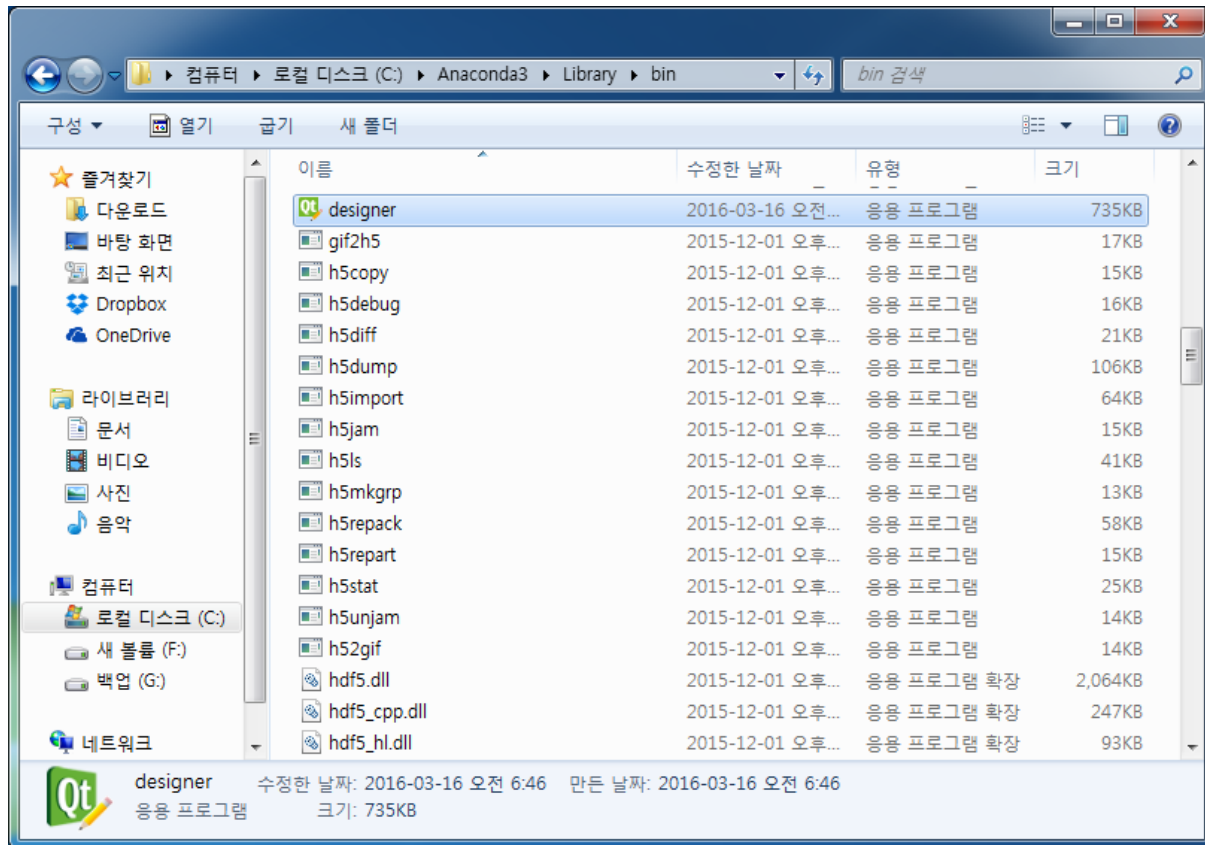 컴퓨터 ▸ 로컬 디스크 (C:) ▸ Anaconda3 ▸ Library ▸ bin
bin 검색
구성 열기 굽기 새 폴더
즐겨찾기
다운로드
바탕 화면
최근 위치
Dropbox
OneDrive
라이브러리
문서
비디오
사진
음악
컴퓨터
로컬 디스크 (C:)
새 볼륨 (F:)
백업 (G:)
네트워크
이름 수정한 날짜 유형 크기
designer 2016-03-16 오전... 응용 프로그램 735KB
gif2h5 2015-12-01 오후... 응용 프로그램 17KB
h5copy 2015-12-01 오후... 응용 프로그램 15KB
h5debug 2015-12-01 오후... 응용 프로그램 16KB
h5diff 2015-12-01 오후... 응용 프로그램 21KB
h5dump 2015-12-01 오후... 응용 프로그램 106KB
h5import 2015-12-01 오후... 응용 프로그램 64KB
h5jam 2015-12-01 오후... 응용 프로그램 15KB
h5ls 2015-12-01 오후... 응용 프로그램 41KB
h5mkgrp 2015-12-01 오후... 응용 프로그램 13KB
h5repack 2015-12-01 오후... 응용 프로그램 58KB
h5repart 2015-12-01 오후... 응용 프로그램 15KB
h5stat 2015-12-01 오후... 응용 프로그램 25KB
h5unjam 2015-12-01 오후... 응용 프로그램 14KB
h52gif 2015-12-01 오후... 응용 프로그램 14KB
hdf5.dll 2015-12-01 오후... 응용 프로그램 확장 2,064KB
hdf5_cpp.dll 2015-12-01 오후... 응용 프로그램 확장 247KB
hdf5_hl.dll 2015-12-01 오후... 응용 프로그램 확장 93KB
Qt
designer 수정한 날짜: 2016-03-16 오전 6:46 만든 날짜: 2016-03-16 오전 6:46
응용 프로그램 크기: 735KB